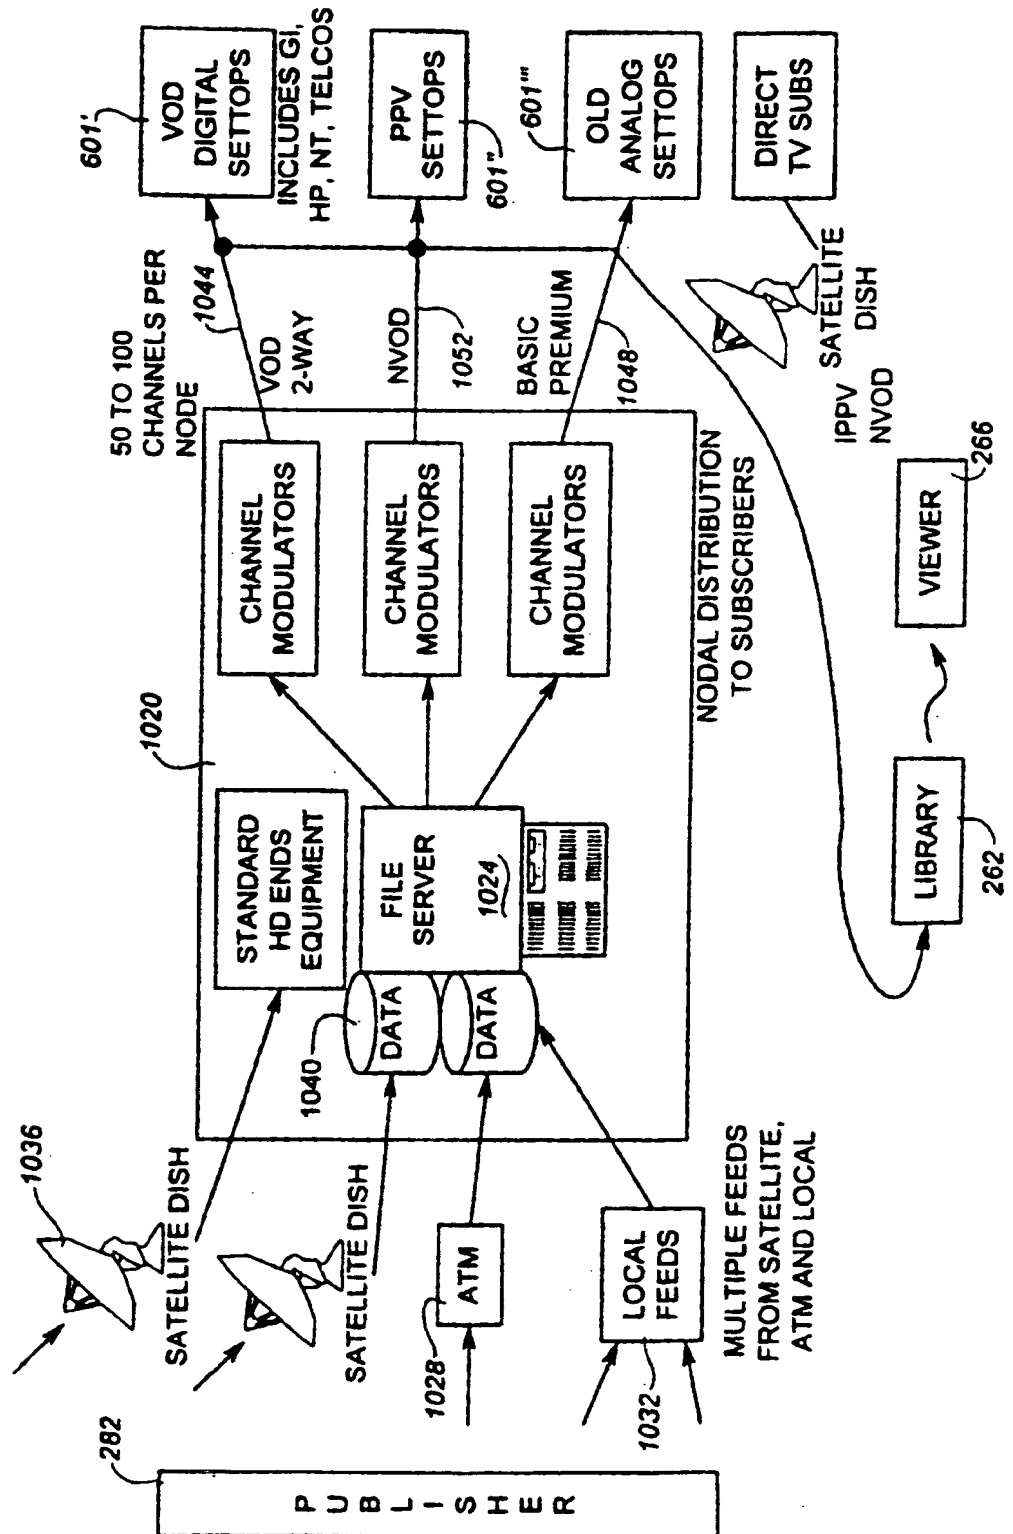 282
PUBLISHER
1036
SATELLITE DISH
SATELLITE DISH
1028
ATM
1032
LOCAL
FEEDS
MULTIPLE FEEDS
FROM SATELLITE,
ATM AND LOCAL
1020
STANDARD
HD ENDS
EQUIPMENT
1040
DATA
DATA
FILE
SERVER
1024
CHANNEL
MODULATORS
CHANNEL
MODULATORS
CHANNEL
MODULATORS
NODAL DISTRIBUTION
TO SUBSCRIBERS
50 TO 100
CHANNELS PER
NODE
1044
VOD
2-WAY
NVOD
1052
BASIC
PREMIUM
1048
601'
VOD
DIGITAL
SETTOPS
INCLUDES GI,
HP, NT, TELCOS
PPV
SETTOPS
601"
601'''
OLD
ANALOG
SETTOPS
DIRECT
TV SUBS
SATELLITE
DISH
IPPV
NVOD
LIBRARY
262
VIEWER
266